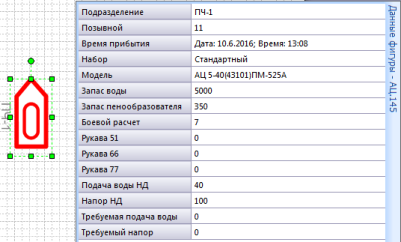 Подразделение ПЧ-1
Позывной 11
Время прибытия Дата: 10.6.2016; Время: 13:08
Набор Стандартный
Модель АЦ 5-40(43101)ПМ-525А
Запас воды 5000
Запас пенообразователя 350
Боевой расчет 7
Рукава 51 0
Рукава 66 0
Рукава 77 0
Подача воды НД 40
Напор НД 100
Требуемая подача воды 0
Требуемый напор 0
Данные фигуры - АЦ.145
ПЧ-1